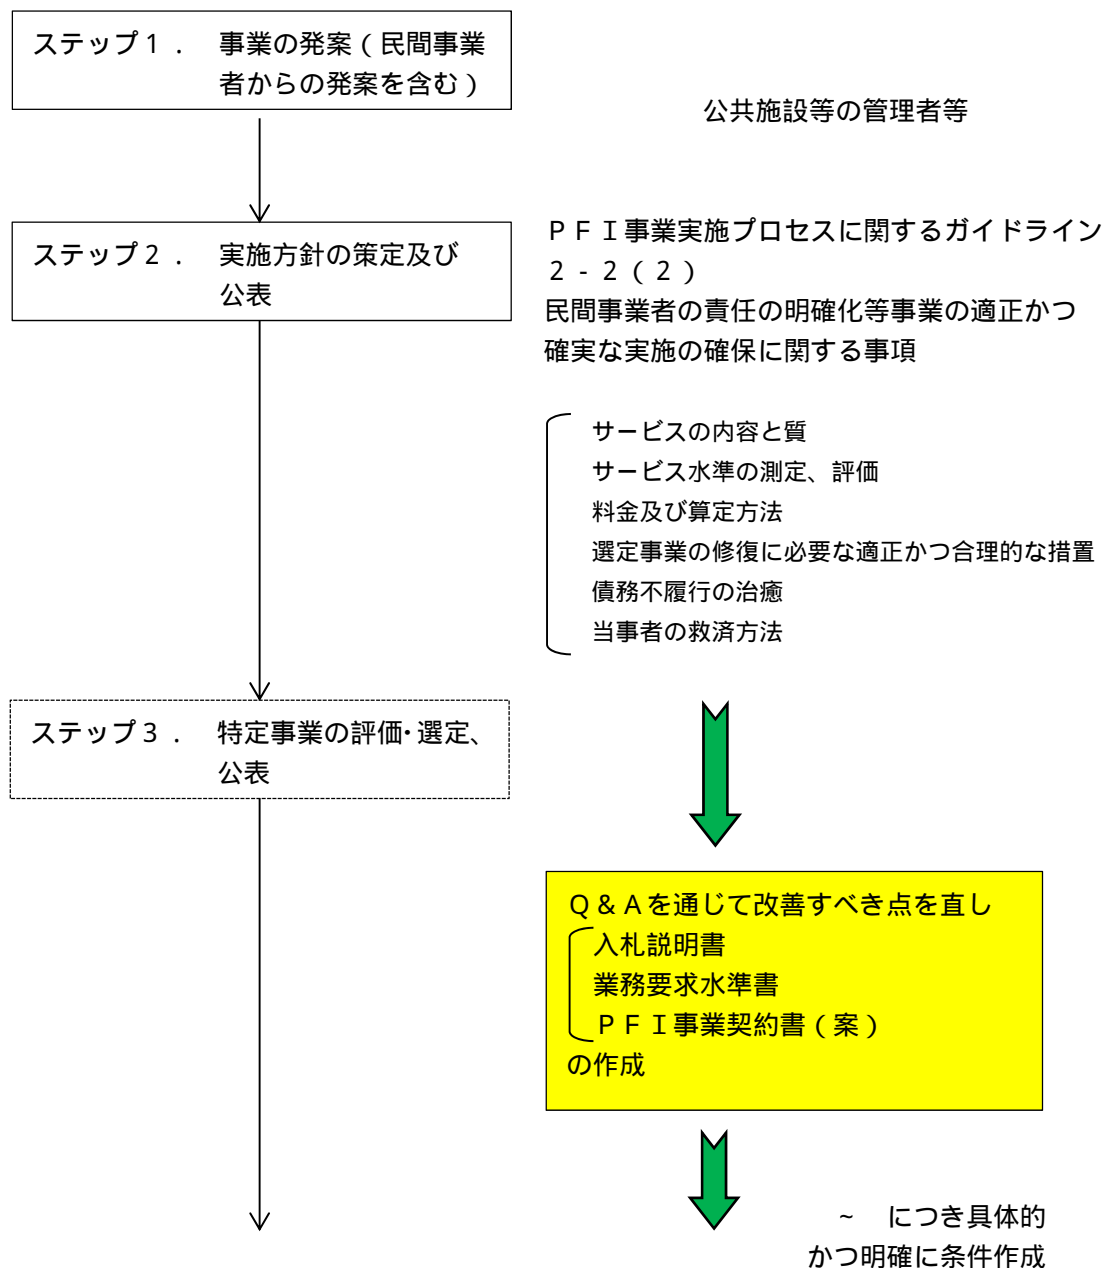 ステップ１． 事業の発案（民間事業
者からの発案を含む）
公共施設等の管理者等
ステップ２． 実施方針の策定及び
公表
ＰＦＩ事業実施プロセスに関するガイドライン
２-２（２）
民間事業者の責任の明確化等事業の適正かつ
確実な実施の確保に関する事項
サービスの内容と質
サービス水準の測定、評価
料金及び算定方法
選定事業の修復に必要な適正かつ合理的な措置
債務不履行の治癒
当事者の救済方法
ステップ３． 特定事業の評価・選定、
公表
Ｑ＆Ａを通じて改善すべき点を直し
入札説明書
業務要求水準書
ＰＦＩ事業契約書（案）
の作成
~ につき具体的
かつ明確に条件作成